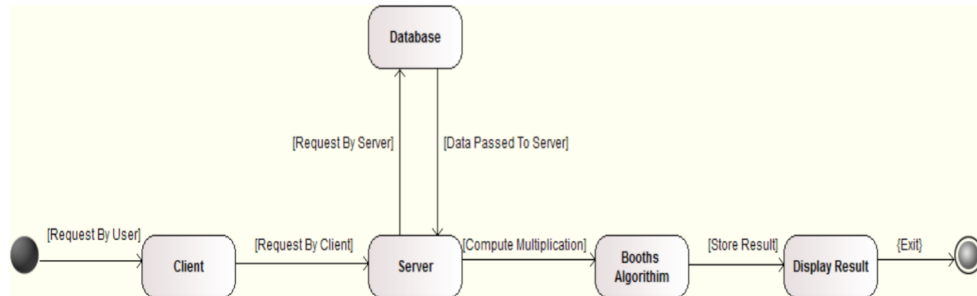 Database
[Request By Server]
[Data Passed To Server]
[Request By User]
[Request By Client]
[Compute Multiplication]
[Store Result]
{Exit}
Client
Server
Booths
Algorithim
Display Result